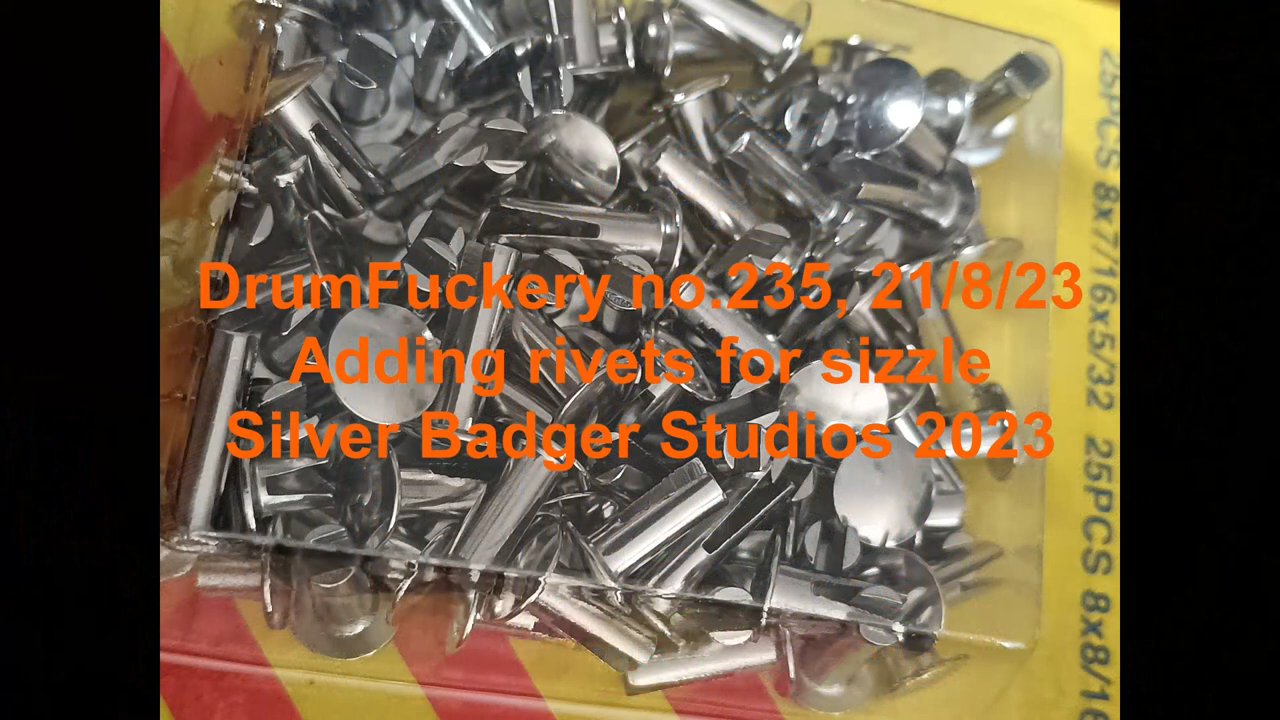 DrumFuckery no.235, 21/8/23
Adding rivets for sizzle
Silver Badger Studios 2023
25PCS 8x7/16x5/32 25PCS 8x8/16